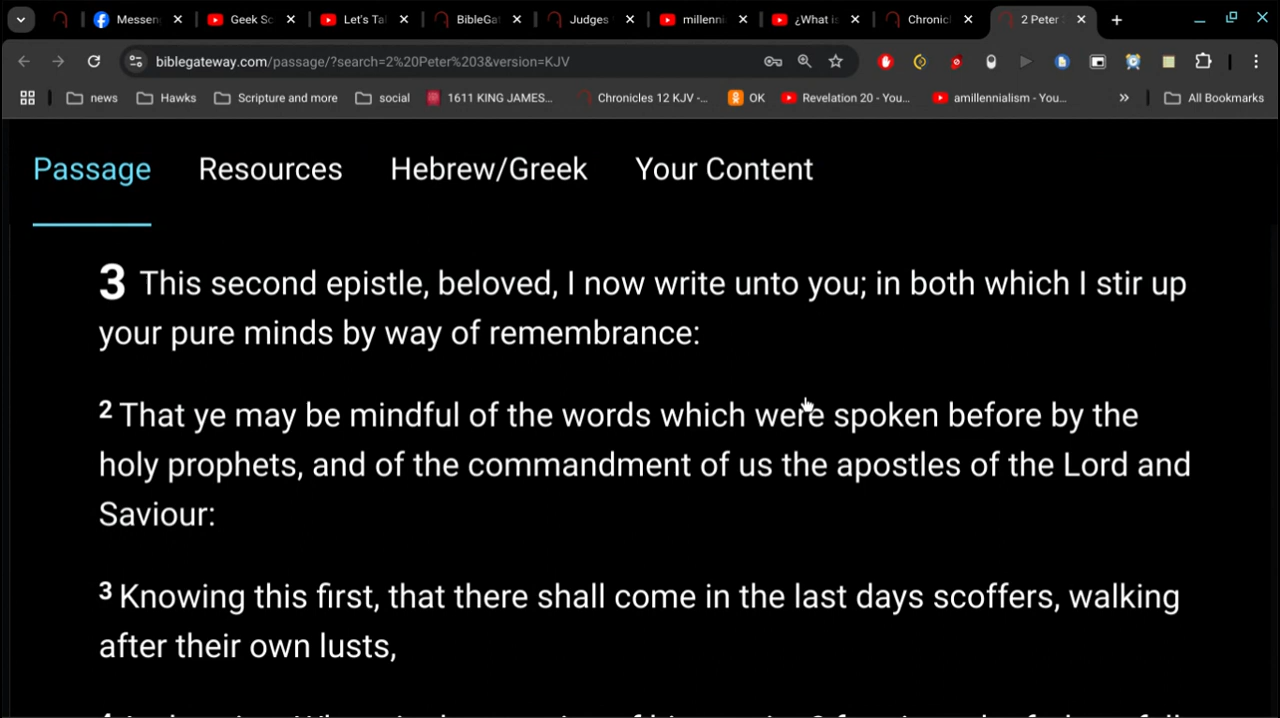 Messen
Geek Sc
Let's Tal
BibleGat
Judges
millenni
¿What is
Chronicl
2 Peter
biblegateway.com/passage/?search=2%20Peter%203&version=KJV
news
Hawks
Scripture and more
social
1611 KING JAMES...
Chronicles 12 KJV -...
OK
Revelation 20 - You...
amillennialism - You...
»
All Bookmarks
Passage
Resources
Hebrew/Greek
Your Content
3 This second epistle, beloved, I now write unto you; in both which I stir up
your pure minds by way of remembrance:
2 That ye may be mindful of the words which were spoken before by the
holy prophets, and of the commandment of us the apostles of the Lord and
Saviour:
3 Knowing this first, that there shall come in the last days scoffers, walking
after their own lusts,